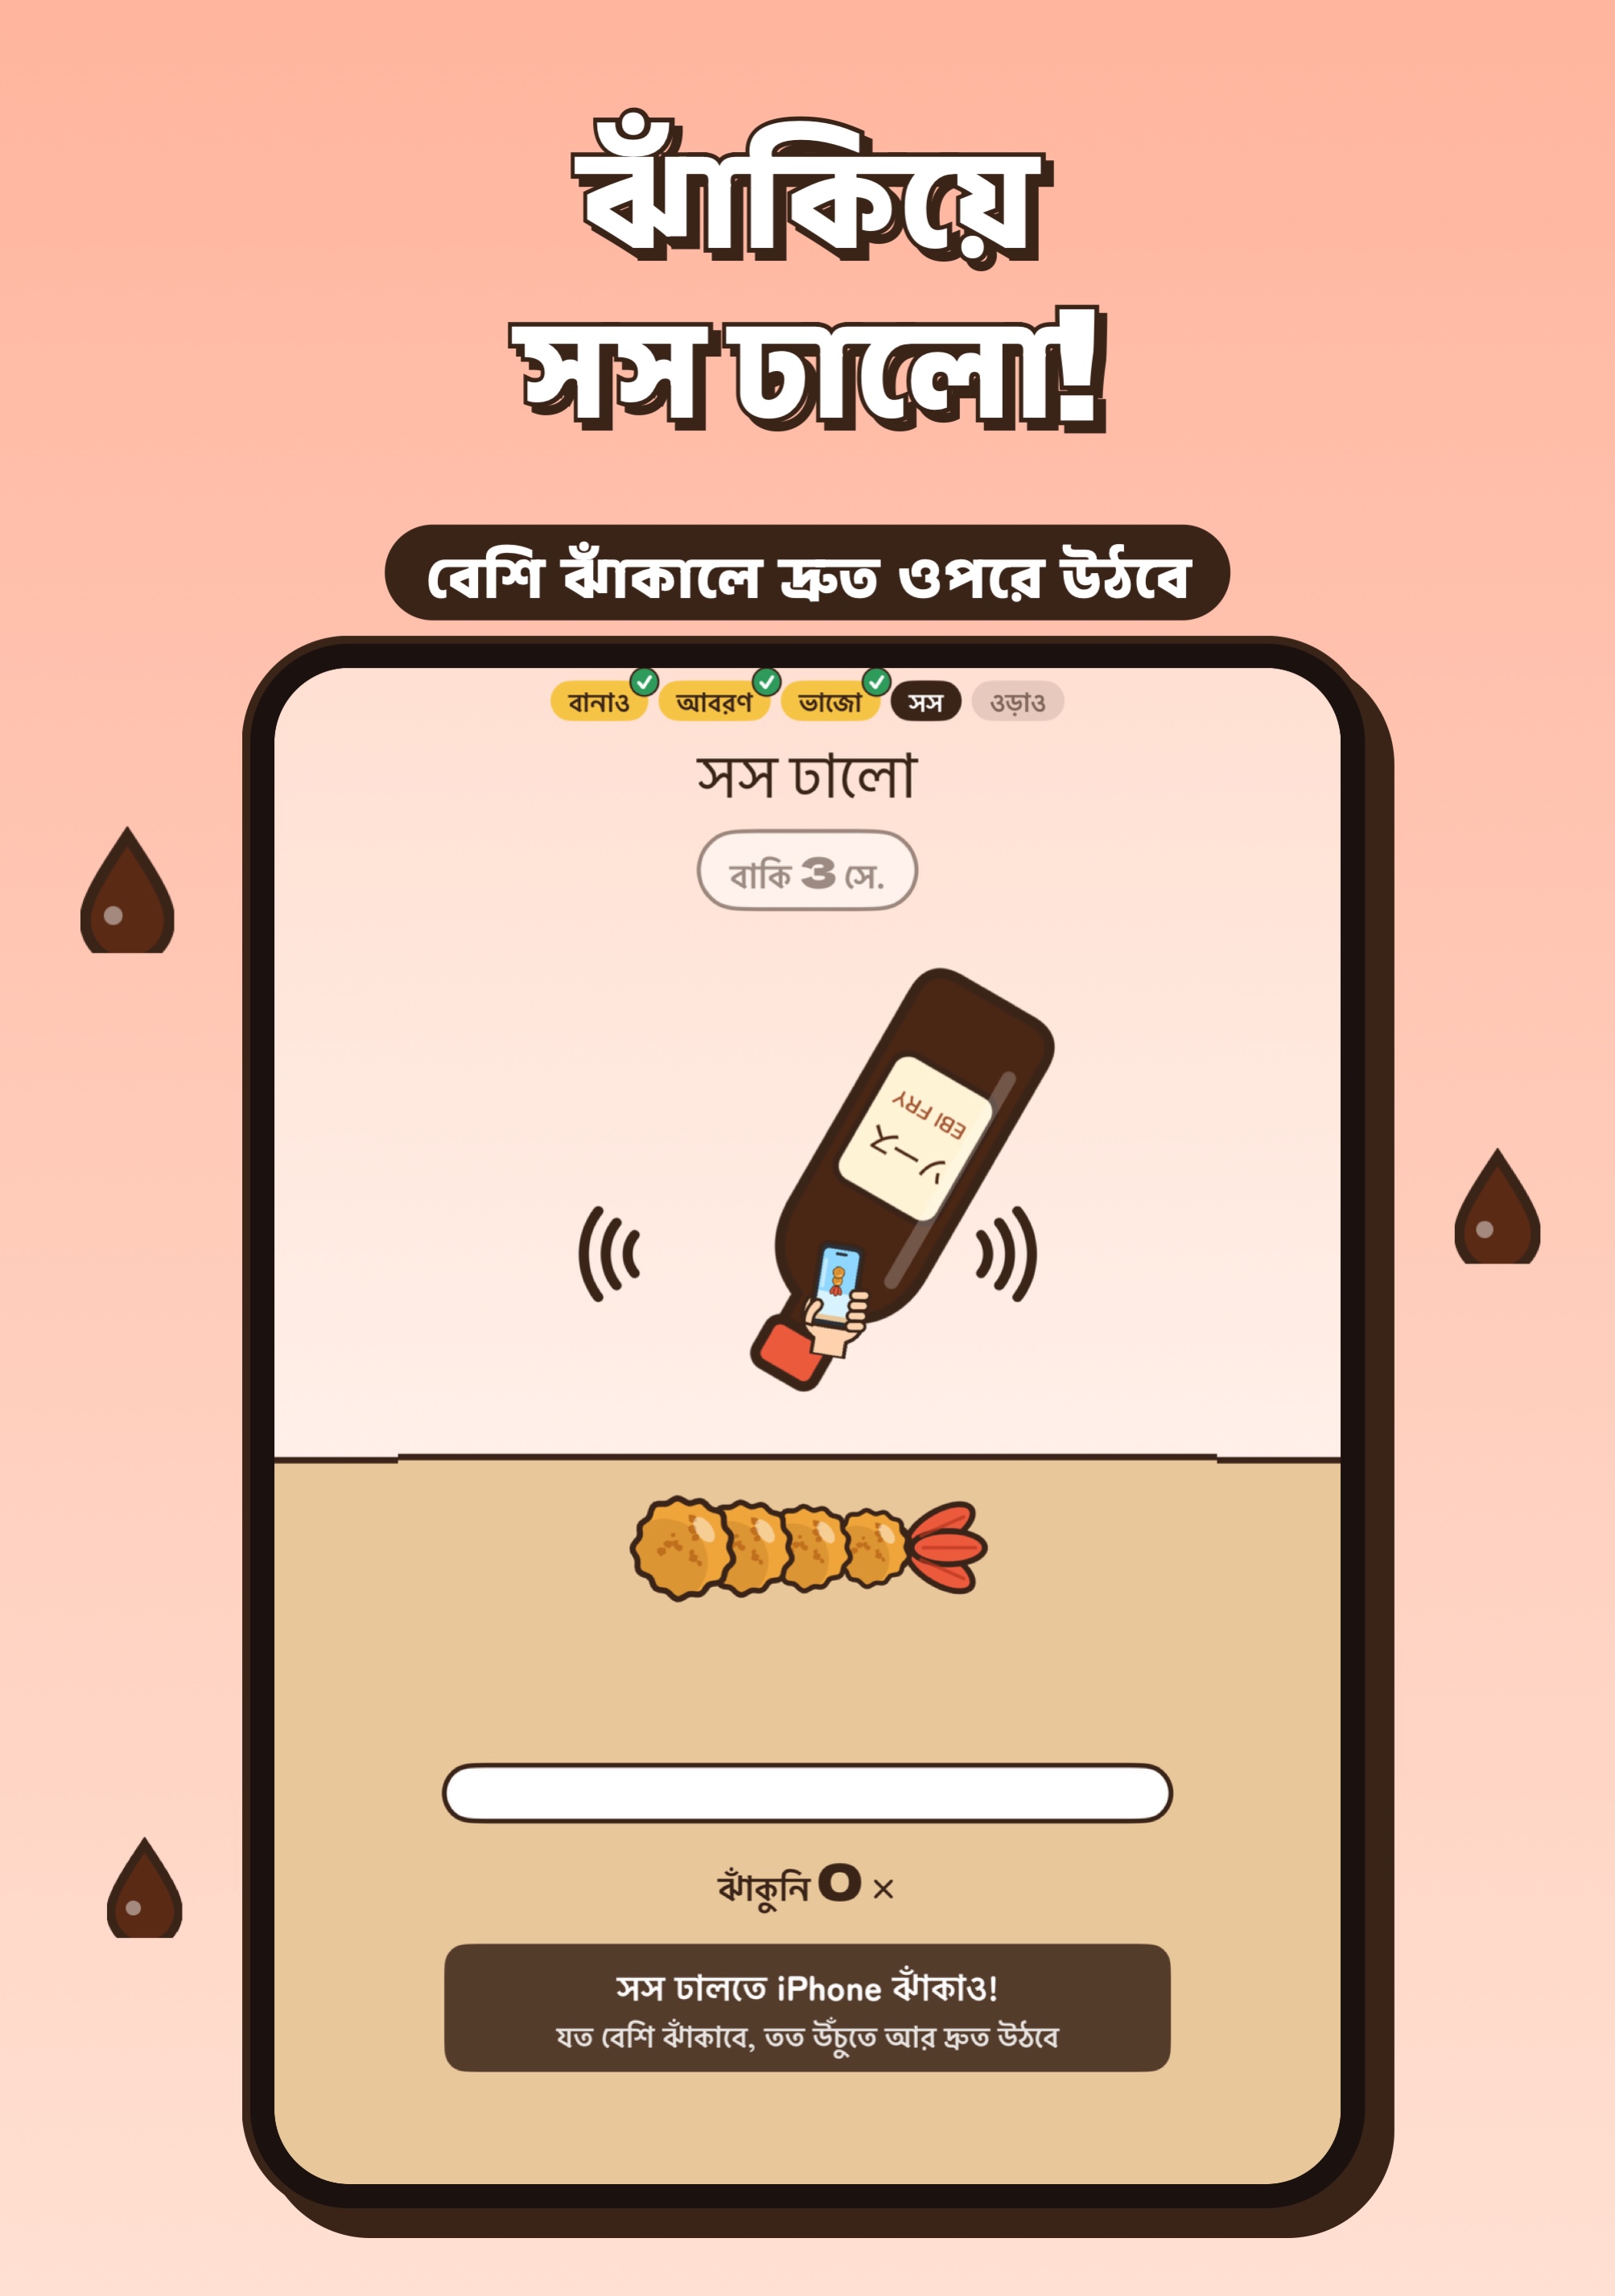 ঝাঁকিয়ে
সস ঢালো!
বেশি ঝাঁকালে দ্রুত ওপরে উঠবে
বানাও আবরণ ভাজো সস ওড়াও
সস ঢালো
বাকি 3 সে.
EBI FRY
ソース
ঝাঁকুনি 0 ×
সস ঢালতে iPhone ঝাঁকাও!
যত বেশি ঝাঁকাবে, তত উঁচুতে আর দ্রুত উঠবে